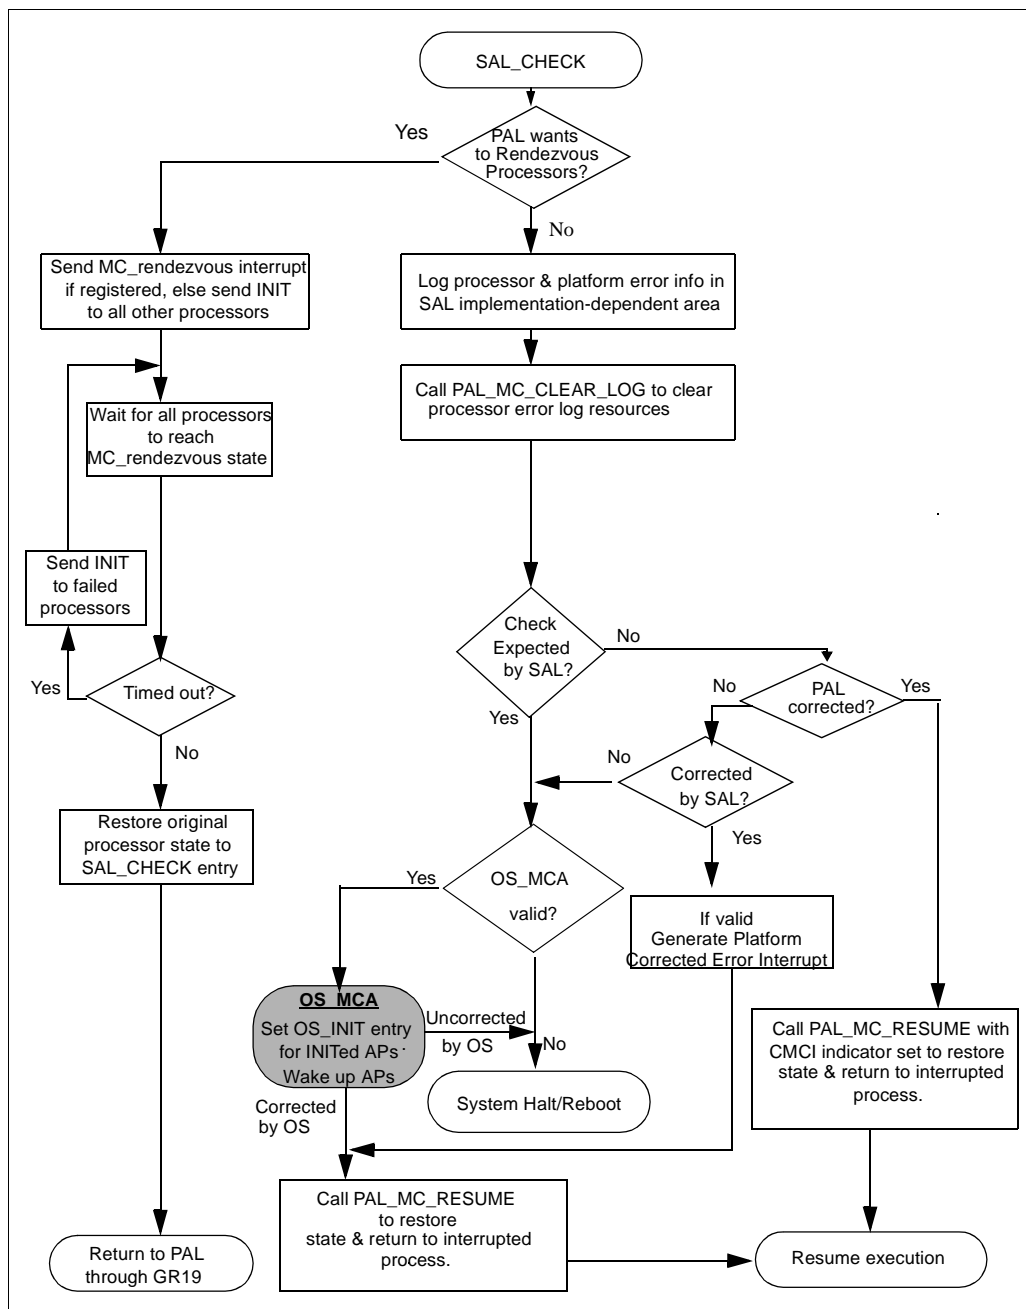 SAL_CHECK
PAL wants
to Rendezvous
Processors?
Yes
No
Send MC_rendezvous interrupt
if registered, else send INIT
to all other processors
Log processor & platform error info in
SAL implementation-dependent area
Call PAL_MC_CLEAR_LOG to clear
processor error log resources
Wait for all processors
to reach
MC_rendezvous state
Send INIT
to failed
processors
Check
Expected
by SAL?
No
Yes
Timed out?
Yes
No
PAL
corrected?
No
Yes
Corrected
by SAL?
No
Yes
Restore original
processor state to
SAL_CHECK entry
OS_MCA
valid?
Yes
No
If valid
Generate Platform
Corrected Error Interrupt
OS_MCA
Set OS_INIT entry
for INITed APs
Wake up APs
Uncorrected
by OS
Corrected
by OS
System Halt/Reboot
Call PAL_MC_RESUME with
CMCI indicator set to restore
state & return to interrupted
process.
Call PAL_MC_RESUME
to restore
state & return to interrupted
process.
Return to PAL
through GR19
Resume execution